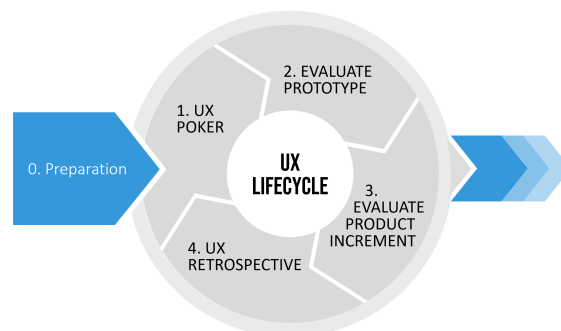 0. Preparation
1. UX
POKER
2. EVALUATE
PROTOTYPE
3.
EVALUATE
PRODUCT
INCREMENT
4. UX
RETROSPECTIVE
UX
LIFECYCLE